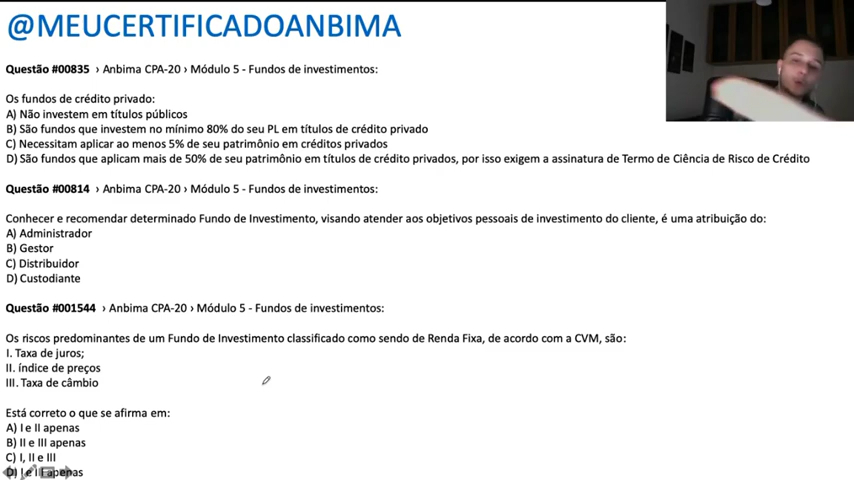 @MEUCERTIFICADOANBIMA
Questão #00835 › Anbima CPA-20 › Módulo 5 - Fundos de investimentos:
Os fundos de crédito privado:
A) Não investem em títulos públicos
B) São fundos que investem no mínimo 80% do seu PL em títulos de crédito privado
C) Necessitam aplicar ao menos 5% de seu patrimônio em créditos privados
D) São fundos que aplicam mais de 50% de seu patrimônio em títulos de crédito privados, por isso exigem a assinatura de Termo de Ciência de Risco de Crédito
Questão #00814 › Anbima CPA-20 › Módulo 5 - Fundos de investimentos:
Conhecer e recomendar determinado Fundo de Investimento, visando atender aos objetivos pessoais de investimento do cliente, é uma atribuição do:
A) Administrador
B) Gestor
C) Distribuidor
D) Custodiante
Questão #001544 › Anbima CPA-20 › Módulo 5 - Fundos de investimentos:
Os riscos predominantes de um Fundo de Investimento classificado como sendo de Renda Fixa, de acordo com a CVM, são:
I. Taxa de juros;
II. índice de preços
III. Taxa de câmbio
Está correto o que se afirma em:
A) I e II apenas
B) II e III apenas
C) I, II e III
D) I e III apenas